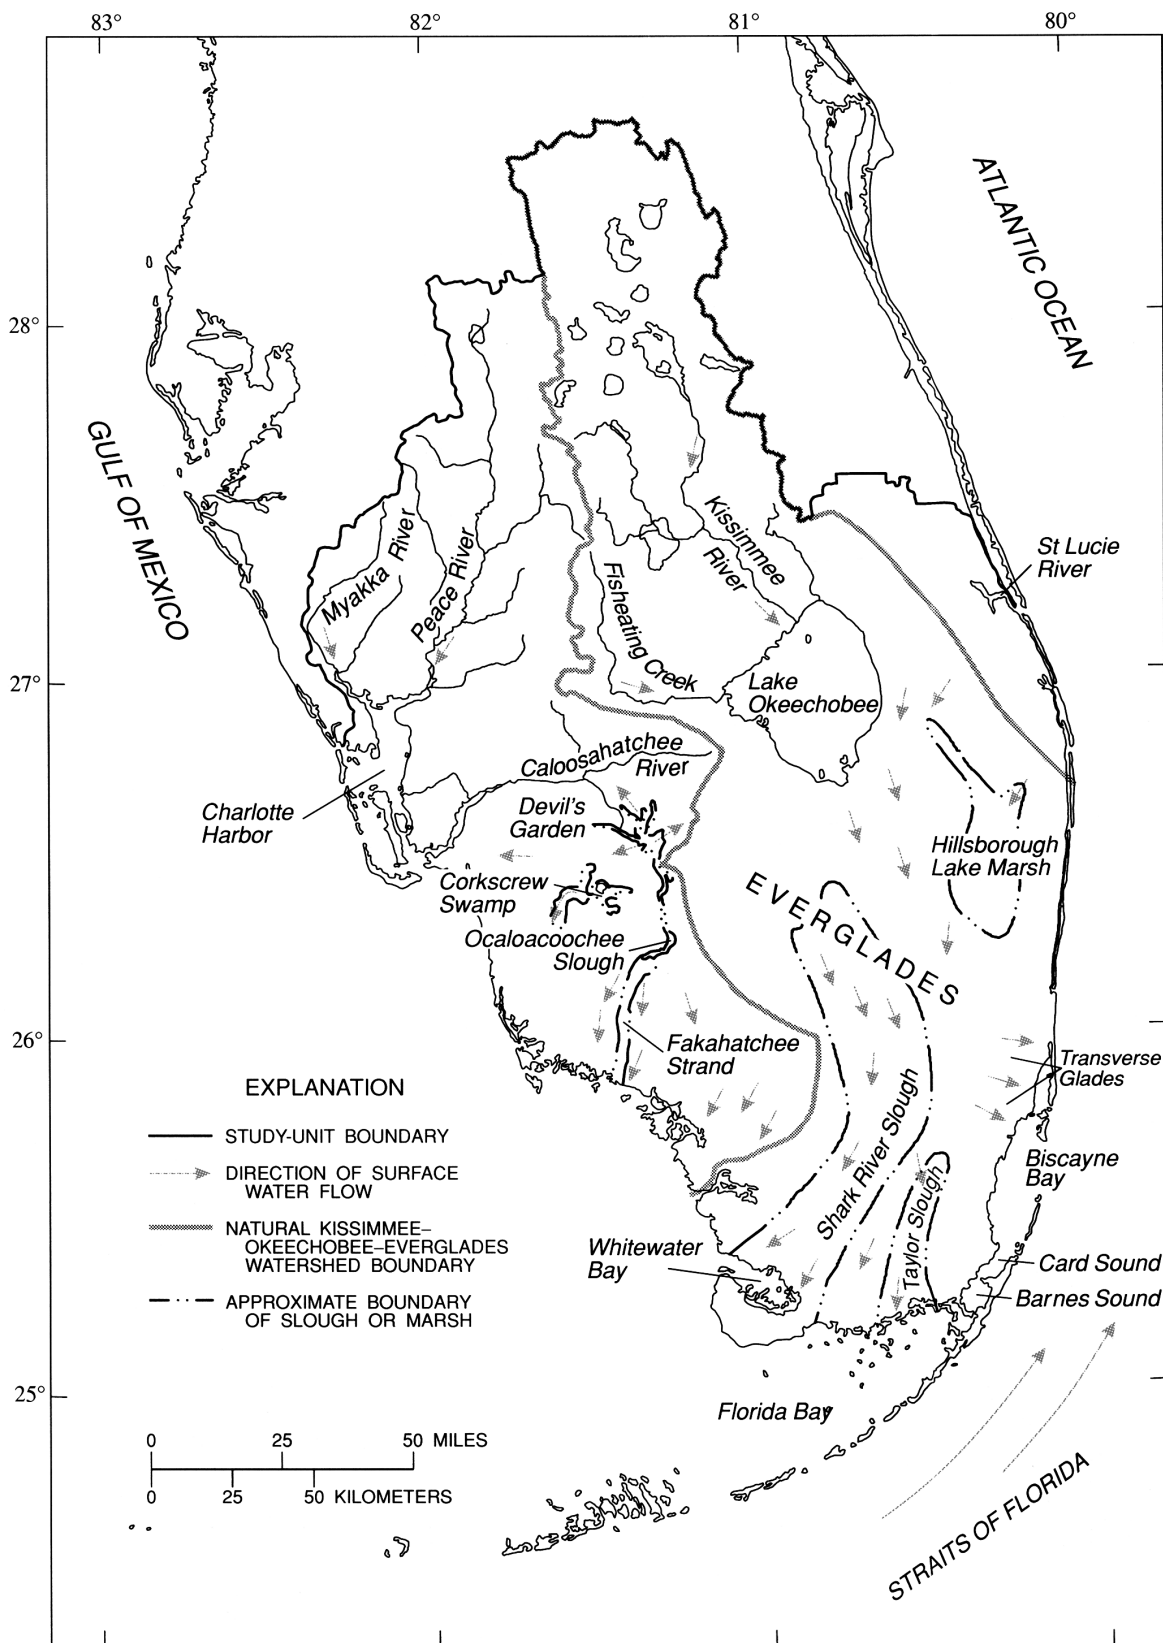 83°
82°
81°
80°
ATLANTIC OCEAN
28°
GULF OF MEXICO
Kissimmee
River
St Lucie
River
Myakka River
Peace River
Fisheating Creek
27°
Lake
Okeechobee
Caloosahatchee
River
Charlotte
Harbor
Devil's
Garden
Hillsborough
Lake Marsh
Corkscrew
Swamp
EVERGLADES
Ocaloacoochee
Slough
26°
Fakahatchee
Strand
Transverse
Glades
EXPLANATION
STUDY-UNIT BOUNDARY
DIRECTION OF SURFACE
WATER FLOW
NATURAL KISSIMMEE–
OKEECHOBEE–EVERGLADES
WATERSHED BOUNDARY
APPROXIMATE BOUNDARY
OF SLOUGH OR MARSH
Shark River Slough
Taylor Slough
Biscayne
Bay
Whitewater
Bay
Card Sound
Barnes Sound
25°
Florida Bay
0 25 50 MILES
0 25 50 KILOMETERS
STRAITS OF FLORIDA